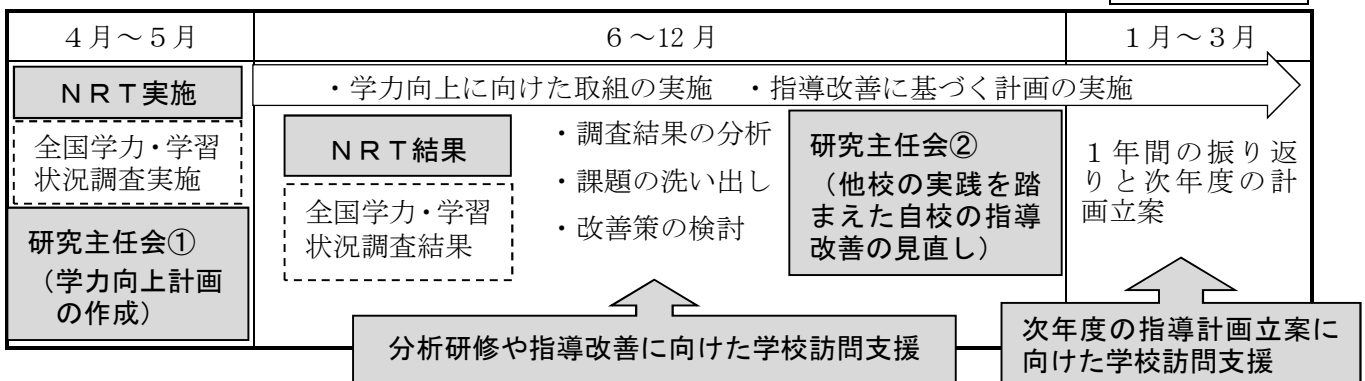 ４月～５月
６～12 月
１月～３月
ＮＲＴ実施
全国学力・学習
状況調査実施
研究主任会①
（学力向上計画
の作成）
・学力向上に向けた取組の実施　・指導改善に基づく計画の実施
ＮＲＴ結果
全国学力・学習
状況調査結果
・調査結果の分析
・課題の洗い出し
・改善策の検討
研究主任会②
（他校の実践を踏
まえた自校の指導
改善の見直し）
１年間の振り返
りと次年度の計
画立案
分析研修や指導改善に向けた学校訪問支援
次年度の指導計画立案に
向けた学校訪問支援